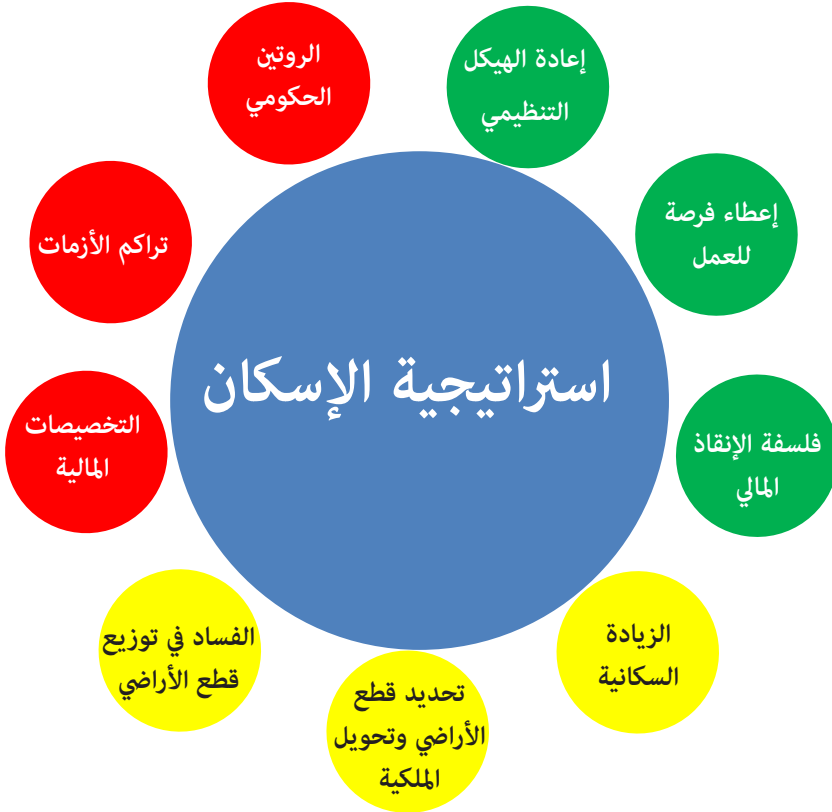 إعادة الهيكل
التنظيمي
الروتين
الحكومي
إعطاء فرصة
للعمل
تراكم الأزمات
استراتيجية الإسكان
فلسفة الإنقاذ
المالي
التخصيصات
المالية
الزيادة
السكانية
تحديد قطع
الأراضي وتحويل
الملكية
الفساد في توزيع
قطع الأراضي